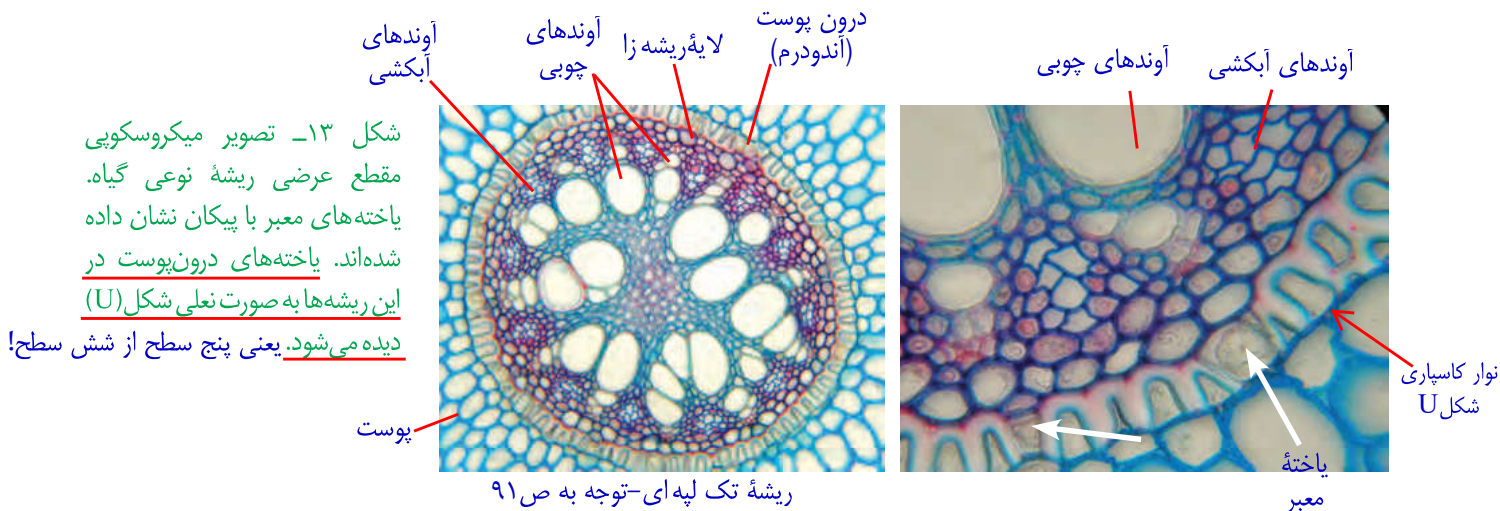 درون پوست
(آندودرم)
لایهٔ ریشه زا
آوندهای
چوبی
آوندهای
آبکشی
آوندهای آبکشی
آوندهای چوبی
شکل ۱۳ـ تصویر میکروسکوپی
مقطع عرضی ریشهٔ نوعی گیاه.
یاخته‌های معبر با پیکان نشان داده
شده‌اند. یاخته‌های درون‌پوست در
این ریشه‌ها به صورت نعلی شکل (U)
دیده می‌شود. یعنی پنج سطح از شش سطح!
پوست
نوار کاسپاری
شکل U
یاختهٔ
معبر
ریشهٔ تک لپه ای-توجه به ص۹۱